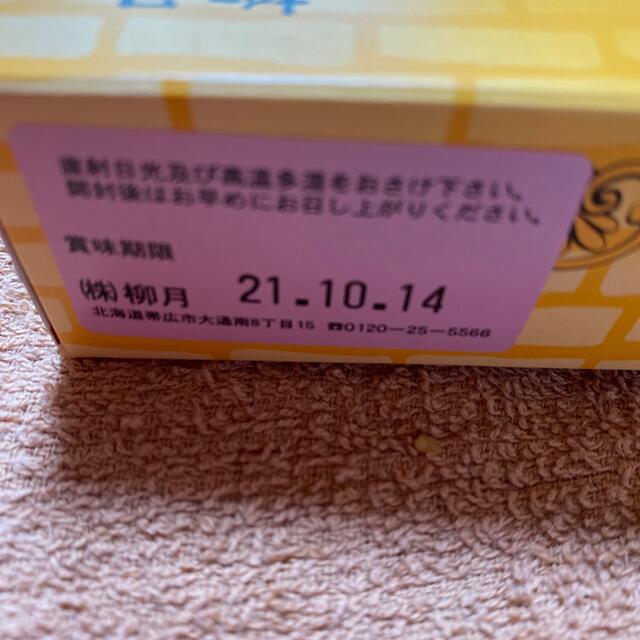 直射日光及び高温多湿をおさけ下さい。
開封後はお早めにお召し上がりください。
賞味期限
21.10.14
(株)柳月
北海道帯広市大通南8丁目15 ☎0120-25-5566